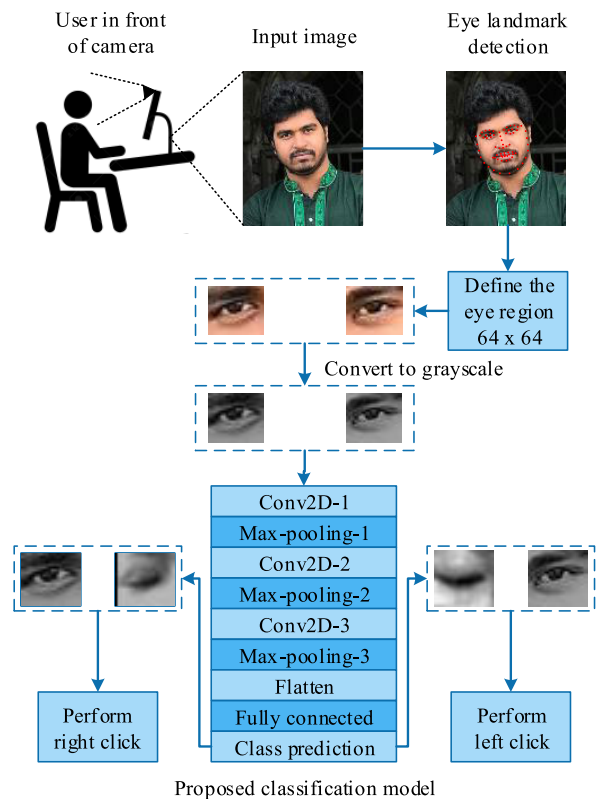 User in front
of camera
Input image
Eye landmark
detection
Define the
eye region
64 x 64
Convert to grayscale
Conv2D-1
Max-pooling-1
Conv2D-2
Max-pooling-2
Conv2D-3
Max-pooling-3
Flatten
Fully connected
Class prediction
Perform
right click
Perform
left click
Proposed classification model